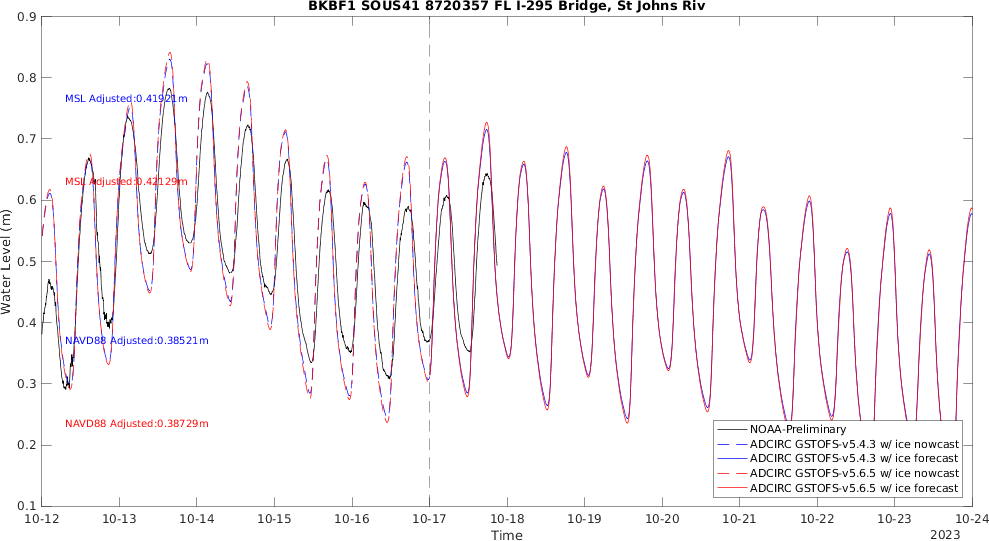 BKBF1 SOUS41 8720357 FL I-295 Bridge, St Johns Riv
0.9
0.8
0.7
0.6
0.5
0.4
0.3
0.2
0.1
Water Level (m)
MSL Adjusted:0.41921m
MSL Adjusted:0.42129m
NAVD88 Adjusted:0.38521m
NAVD88 Adjusted:0.38729m
NOAA-Preliminary
ADCIRC GSTOFS-v5.4.3 w/ ice nowcast
ADCIRC GSTOFS-v5.4.3 w/ ice forecast
ADCIRC GSTOFS-v5.6.5 w/ ice nowcast
ADCIRC GSTOFS-v5.6.5 w/ ice forecast
10-12 10-13 10-14 10-15 10-16 10-17 10-18 10-19 10-20 10-21 10-22 10-23 10-24
Time
2023